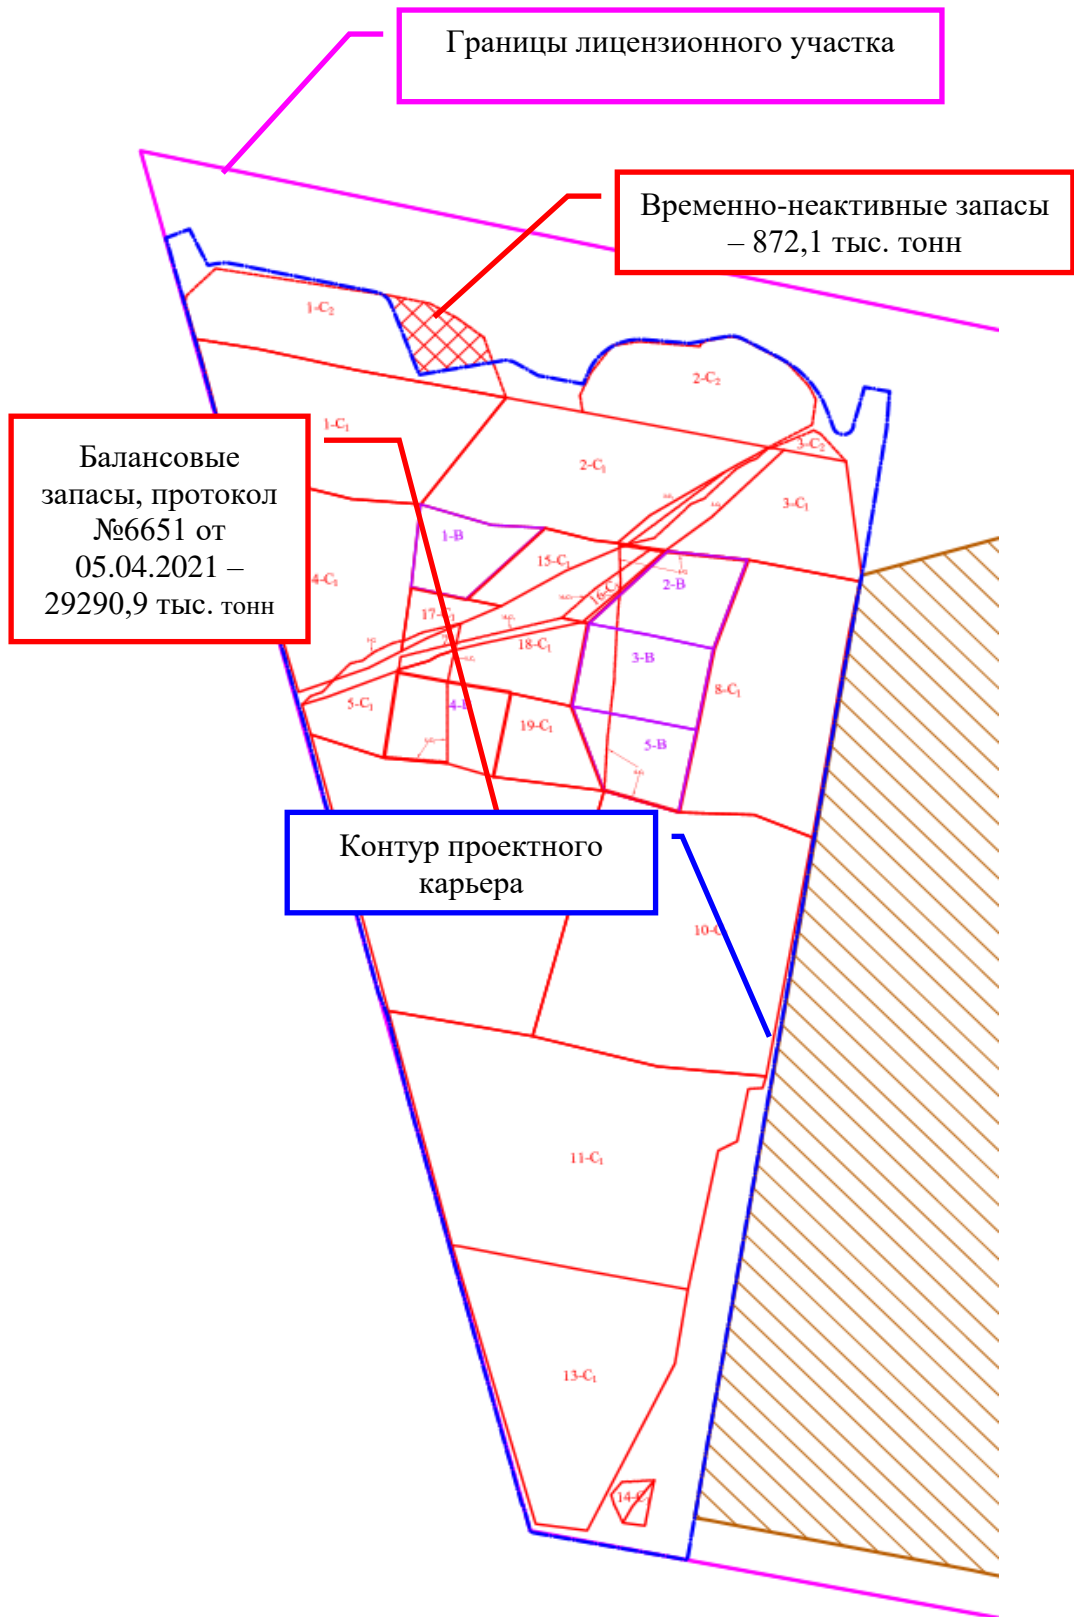 Границы лицензионного участка
Временно-неактивные запасы
– 872,1 тыс. тонн
1-C₂
2-C₂
1-C₁
3-C₂
2-C₁
3-C₁
Балансовые
запасы, протокол
№6651 от
05.04.2021 –
29290,9 тыс. тонн
1-B
15-C₁
4-C₁
2-B
17-C₁
18-C₁
3-B
8-C₁
5-C₁
19-C₁
5-B
Контур проектного
карьера
11-C₁
13-C₁